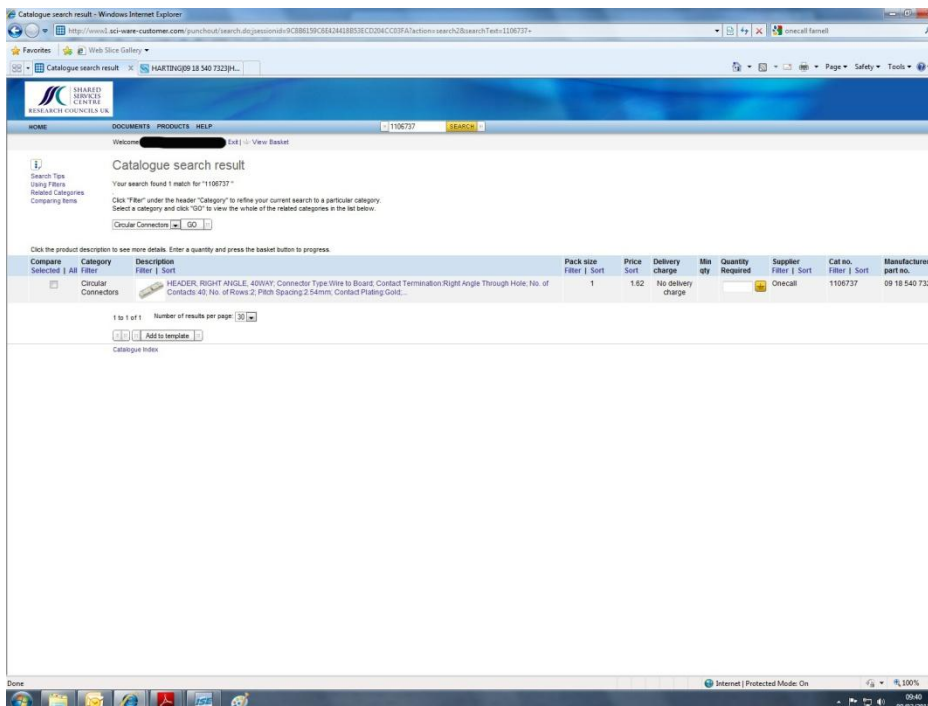 Catalogue search result - Windows Internet Explorer
Favorites Web Slice Gallery
onecall farnell
Catalogue search result HARTING|09 18 540 7323|H...
Page Safety Tools
SHARED
SERVICES
CENTRE
RESEARCH COUNCILS UK
HOME DOCUMENTS PRODUCTS HELP 1106737 SEARCH
Welcome Exit | View Basket
Search Tips
Using Filters
Related Categories
Comparing Items
Catalogue search result
Your search found 1 match for "1106737 "
Click "Filter" under the header "Category" to refine your current search to a particular category.
Select a category and click "GO" to view the whole of the related categories in the list below.
Circular Connectors GO
Click the product description to see more details. Enter a quantity and press the basket button to progress.
Compare Category Description Pack size Price Delivery Min Quantity Supplier Cat no. Manufacturer
Selected | All Filter Filter | Sort Filter | Sort Sort charge qty Required Filter | Sort Filter | Sort part no.
Circular HEADER, RIGHT ANGLE, 40WAY; Connector Type:Wire to Board; Contact Termination:Right Angle Through Hole; No. of 1 1.62 No delivery Onecall 1106737 09 18 540 732
Connectors Contacts:40; No. of Rows:2; Pitch Spacing:2.54mm; Contact Plating:Gold;... charge
1 to 1 of 1 Number of results per page: 30
Add to template
Catalogue Index
Done Internet | Protected Mode: On 100%
09:40